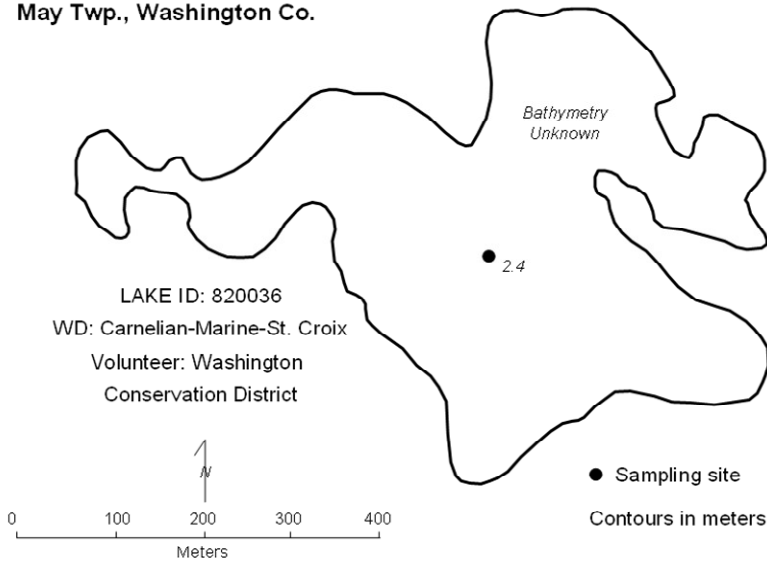 May Twp., Washington Co.
Bathymetry
Unknown
2.4
LAKE ID: 820036
WD: Carnelian-Marine-St. Croix
Volunteer: Washington
Conservation District
N
Sampling site
0 100 200 300 400
Meters
Contours in meters